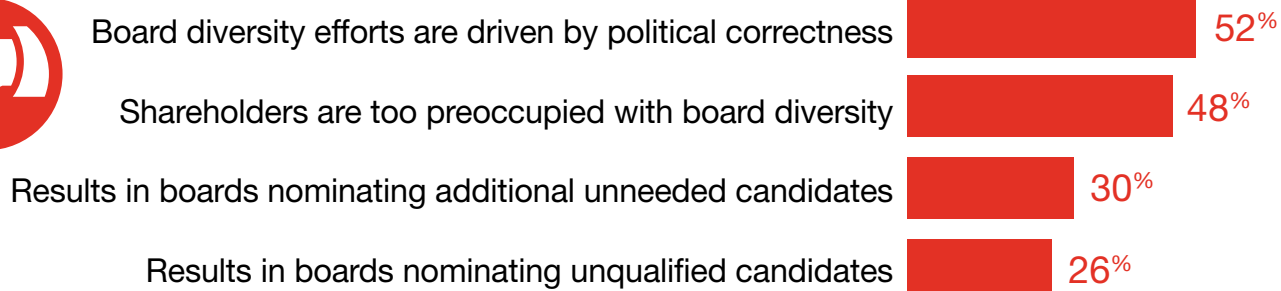 Board diversity efforts are driven by political correctness 52%
Shareholders are too preoccupied with board diversity 48%
Results in boards nominating additional unneeded candidates 30%
Results in boards nominating unqualified candidates 26%